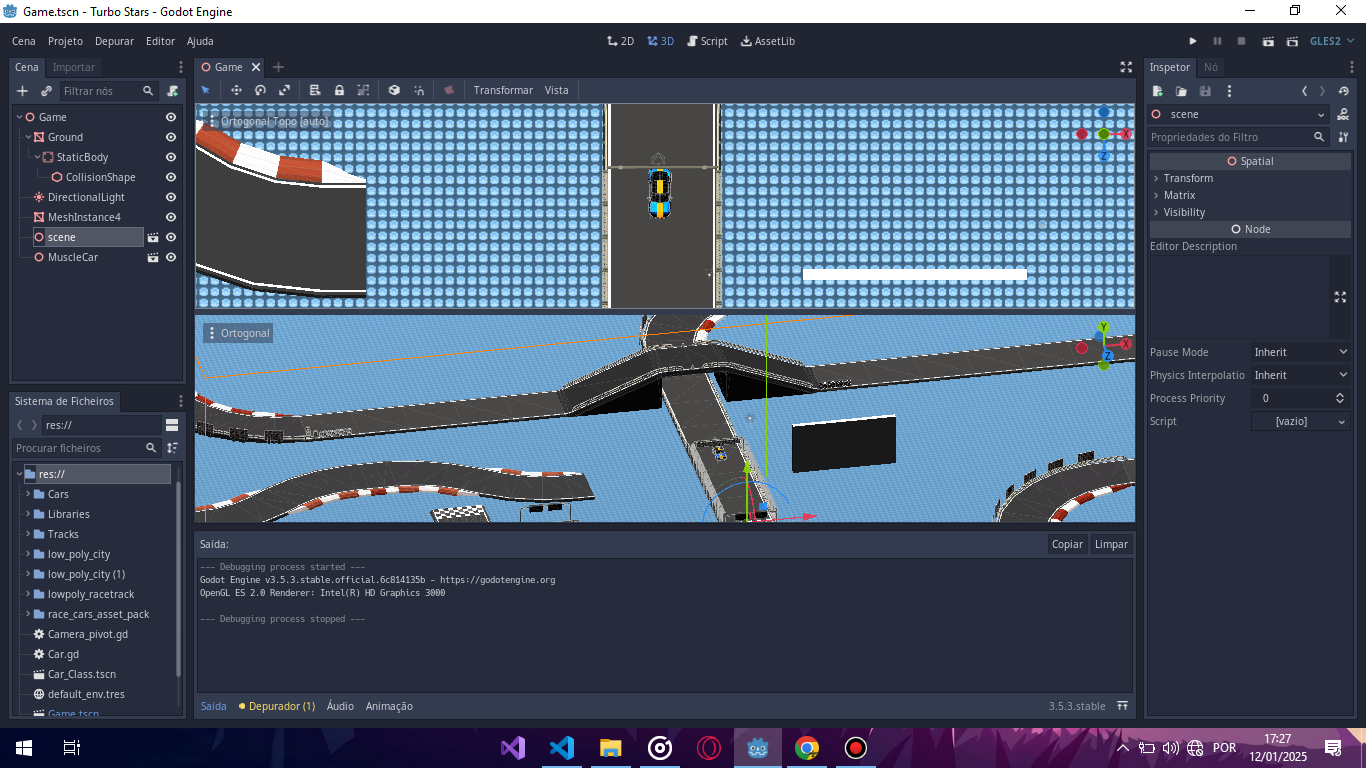 Game.tscn - Turbo Stars - Godot Engine
Cena Projeto Depurar Editor Ajuda
2D 3D Script AssetLib
GLES2
Cena Importar
Filtrar nós
Game
Ground
StaticBody
CollisionShape
DirectionalLight
MeshInstance4
scene
MuscleCar
Sistema de Ficheiros
res://
Procurar ficheiros
res://
Cars
Libraries
Tracks
low_poly_city
low_poly_city (1)
lowpoly_racetrack
race_cars_asset_pack
Camera_pivot.gd
Car.gd
Car_Class.tscn
default_env.tres
Game.tscn
Game
Transformar Vista
Ortogonal Topo [auto]
X
Z
Ortogonal
Y
X
Z
Saída:
Copiar Limpar
--- Debugging process started ---
Godot Engine v3.5.3.stable.official.6c814135b - https://godotengine.org
OpenGL ES 2.0 Renderer: Intel(R) HD Graphics 3000
--- Debugging process stopped ---
Saída Depurador (1) Áudio Animação
3.5.3.stable
Inspetor Nó
scene
Propriedades do Filtro
Spatial
Transform
Matrix
Visibility
Node
Editor Description
Pause Mode Inherit
Physics Interpolatio Inherit
Process Priority 0
Script [vazio]
POR
17:27
12/01/2025